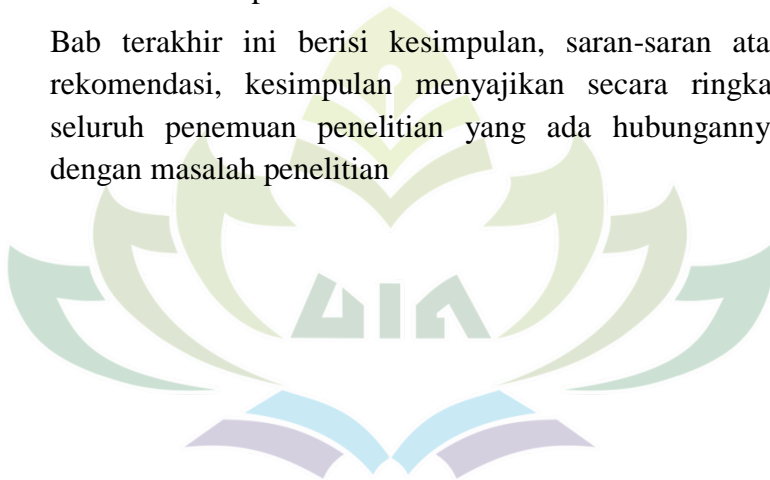 Bab terakhir ini berisi kesimpulan, saran-saran ata
rekomendasi, kesimpulan menyajikan secara ringka
seluruh penemuan penelitian yang ada hubunganny
dengan masalah penelitian
UIN